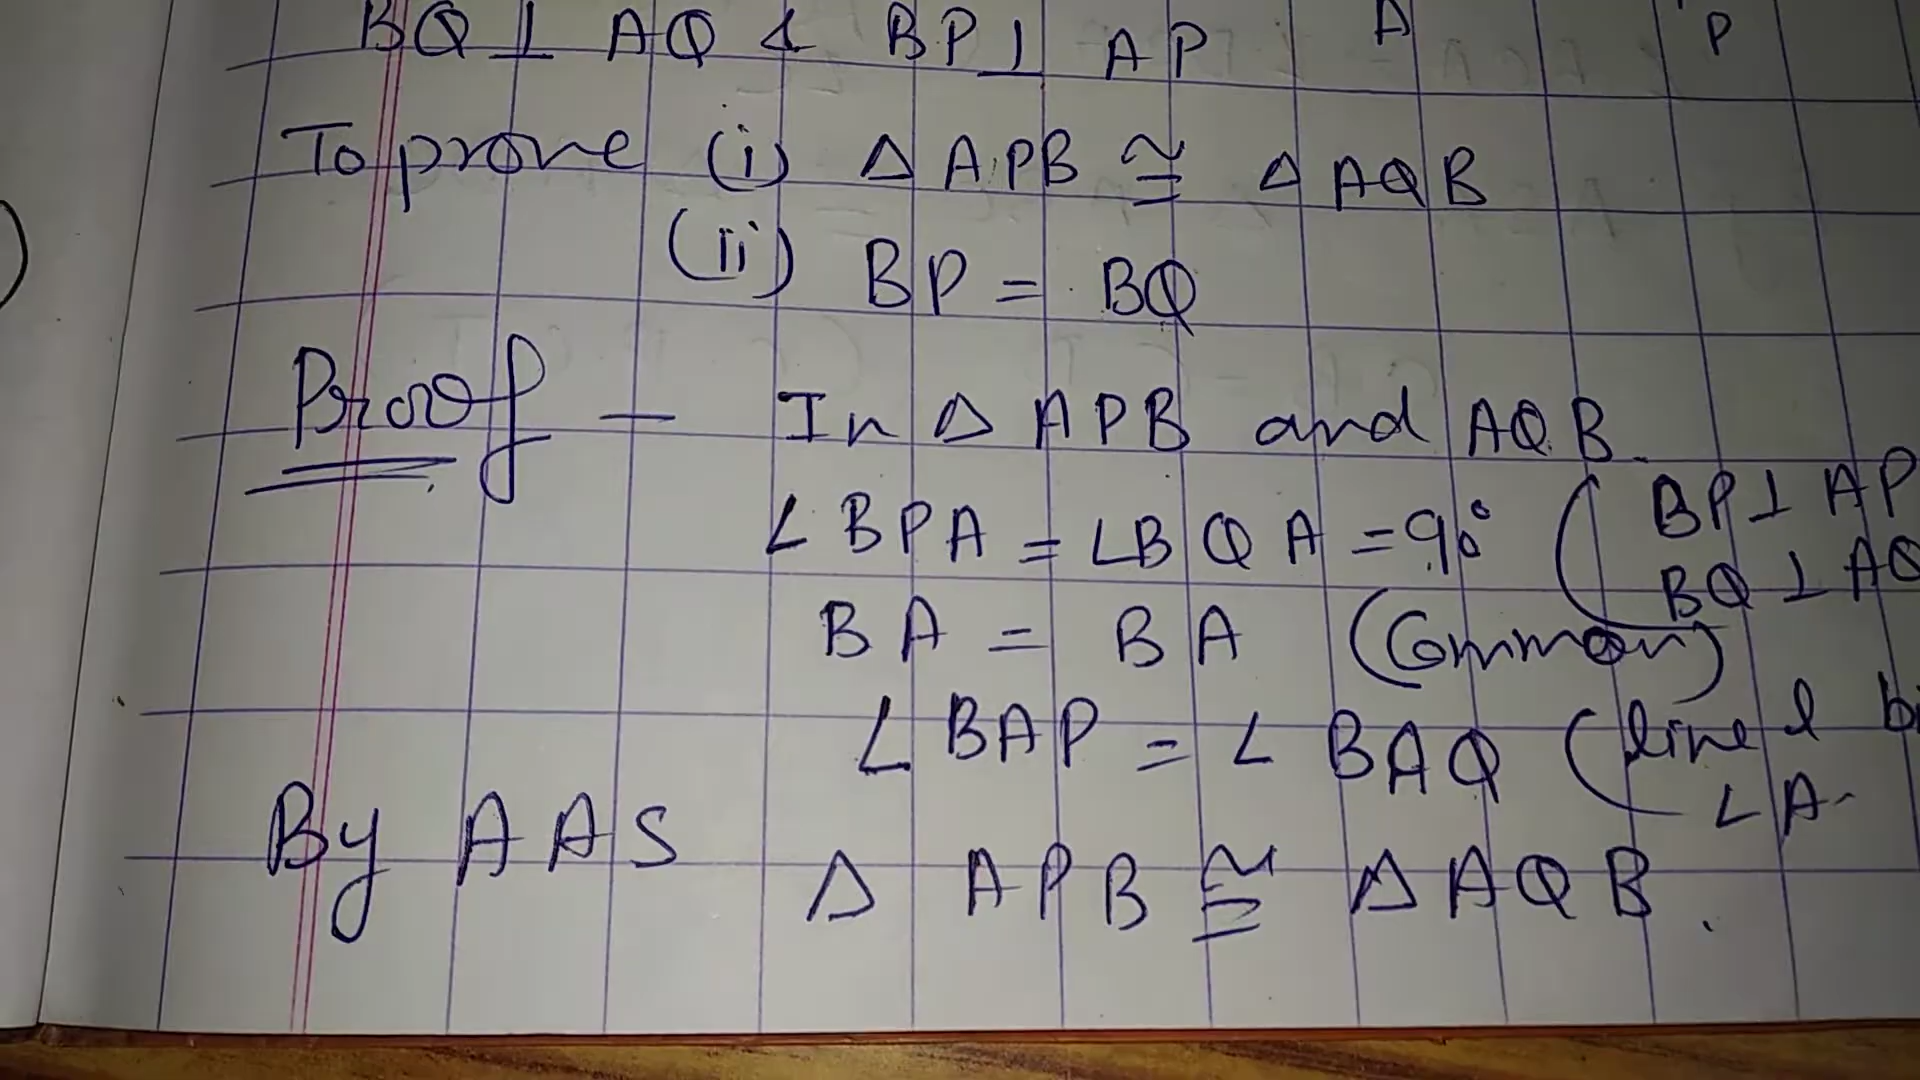 BQ ⊥ AQ & BP ⊥ AP
A P
To prove (i) Δ APB ≅ Δ AQB
(ii) BP = BQ
Proof - In Δ APB and AQB.
∠BPA = ∠BQA = 90° (BP ⊥ AP
BQ ⊥ AQ
BA = BA (Common)
∠BAP = ∠BAQ (line l
∠A
By AAS
Δ APB ≅ Δ AQB.